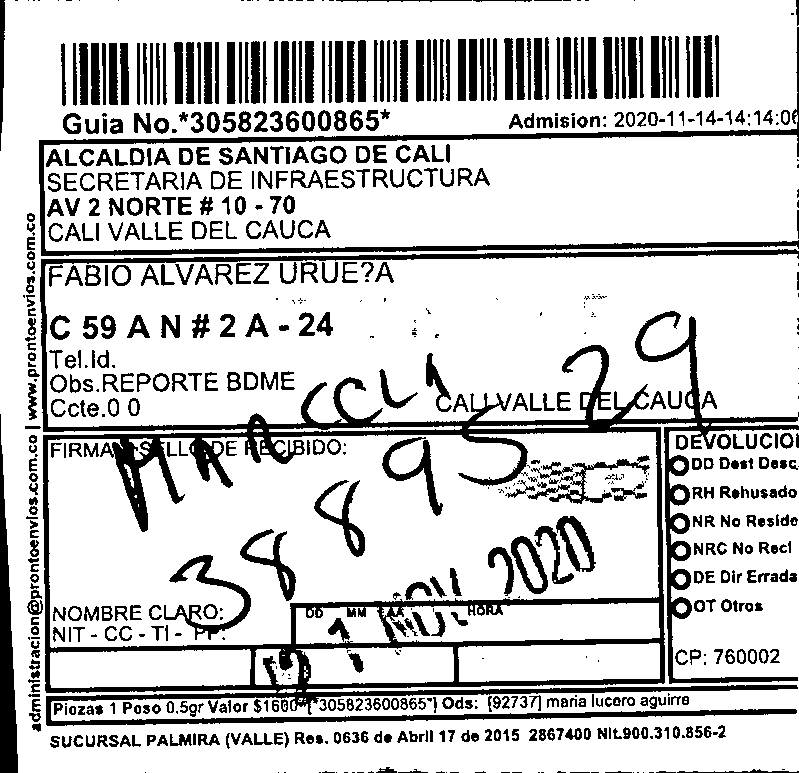 Guia No.*305823600865*
Admision: 2020-11-14-14:14:06
ALCALDIA DE SANTIAGO DE CALI
SECRETARIA DE INFRAESTRUCTURA
AV 2 NORTE # 10 - 70
CALI VALLE DEL CAUCA
FABIO ALVAREZ URUE?A
C 59 A N # 2 A - 24
Tel.Id.
Obs.REPORTE BDME
Ccte.0 0
CALI VALLE DEL CAUCA
FIRMA Y SELLO DE RECIBIDO:
38895 29
NOV 2020
NOMBRE CLARO:
NIT - CC - TI - PP:
DD MM AA HORA
DEVOLUCIO
DD Dest Desc
RH Rehusado
NR No Reside
NRC No Reci
DE Dir Errada
OT Otros
CP: 760002
Piezas 1 Peso 0.5gr Valor $1600 [*305823600865*] Ods: [92737] maria lucero aguirre
SUCURSAL PALMIRA (VALLE) Res. 0636 de Abril 17 de 2015 2867400 Nit.900.310.856-2
administracion@prontoenvios.com.co | www.prontoenvios.com.co